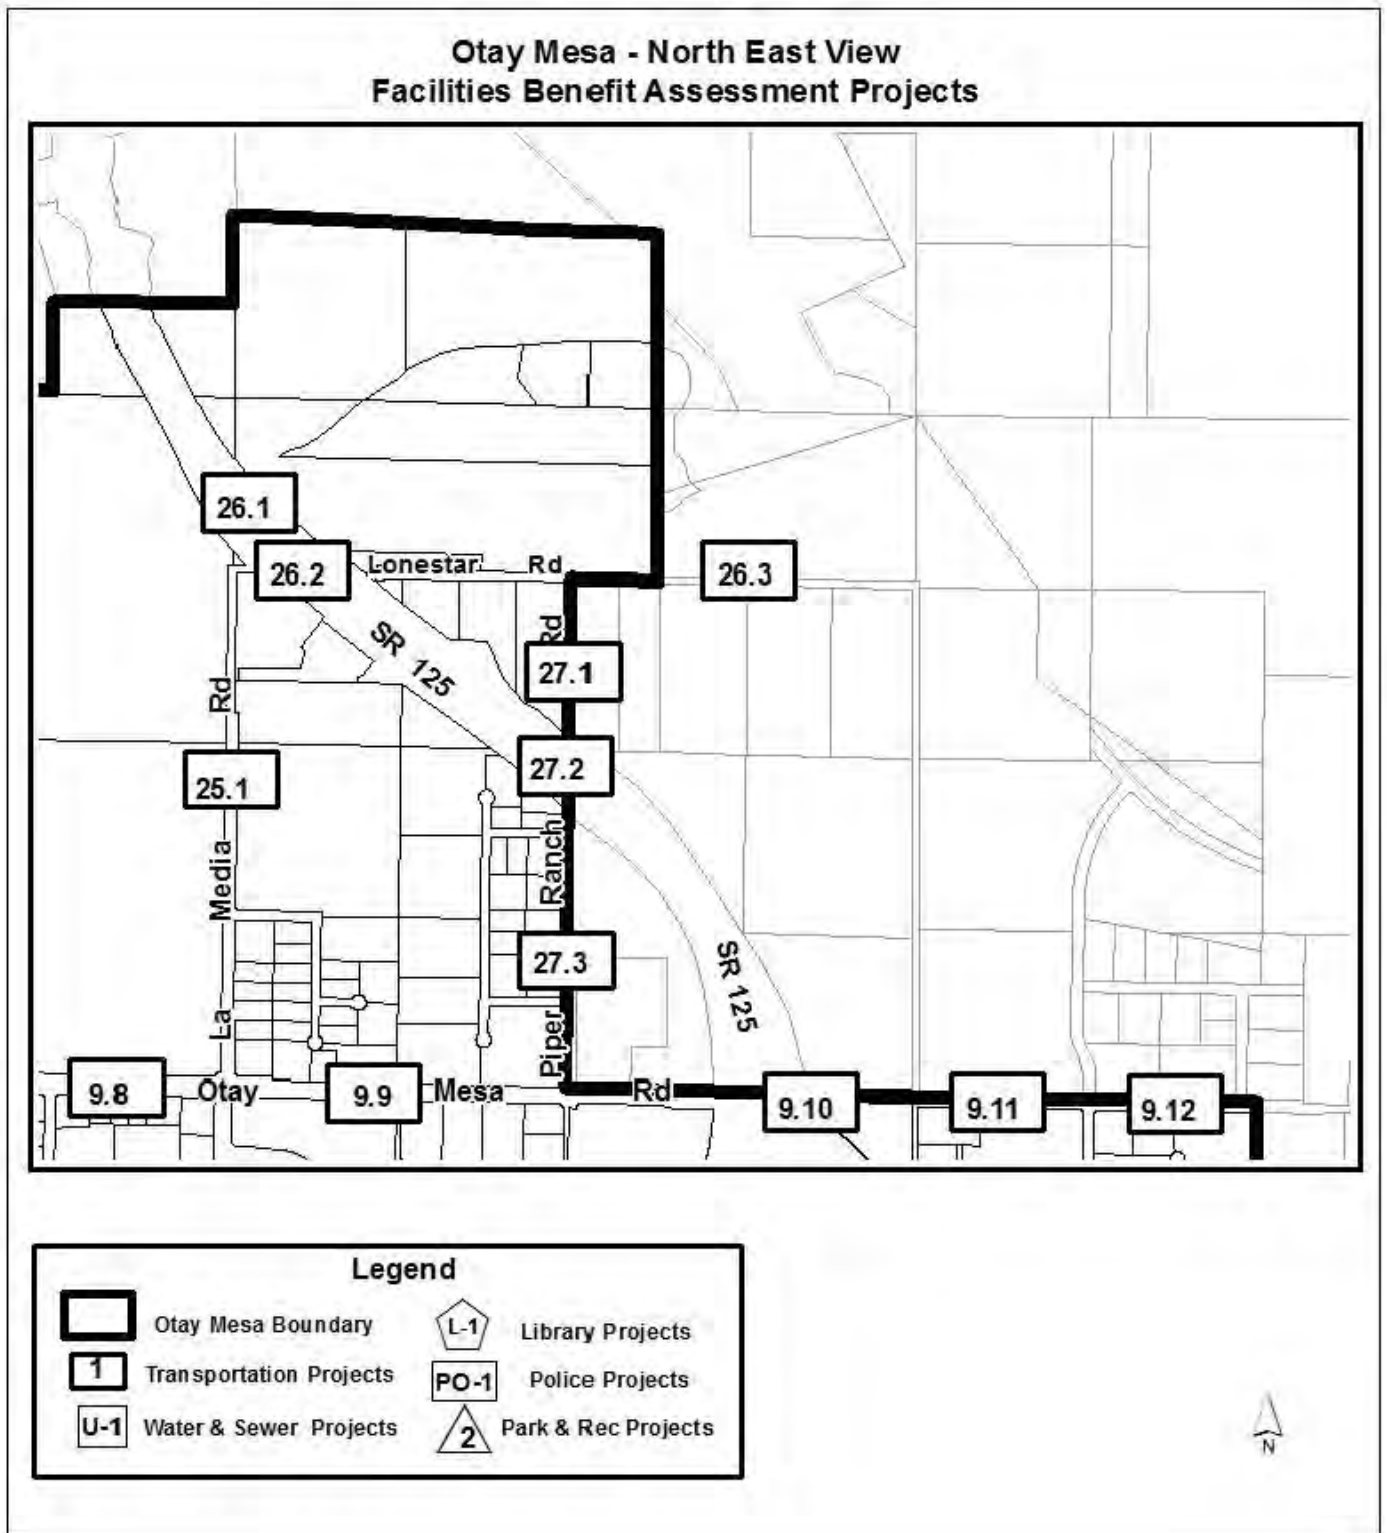 Otay Mesa - North East View
Facilities Benefit Assessment Projects
26.1
26.2
Lonestar Rd
26.3
Rd
27.1
SR 125
Rd
27.2
25.1
Ranch
Media
27.3
SR 125
La
Piper
9.8
Otay
9.9
Mesa
Rd
9.10
9.11
9.12
Legend
Otay Mesa Boundary
L-1
Library Projects
1
Transportation Projects
PO-1
Police Projects
U-1
Water & Sewer Projects
2
Park & Rec Projects
N